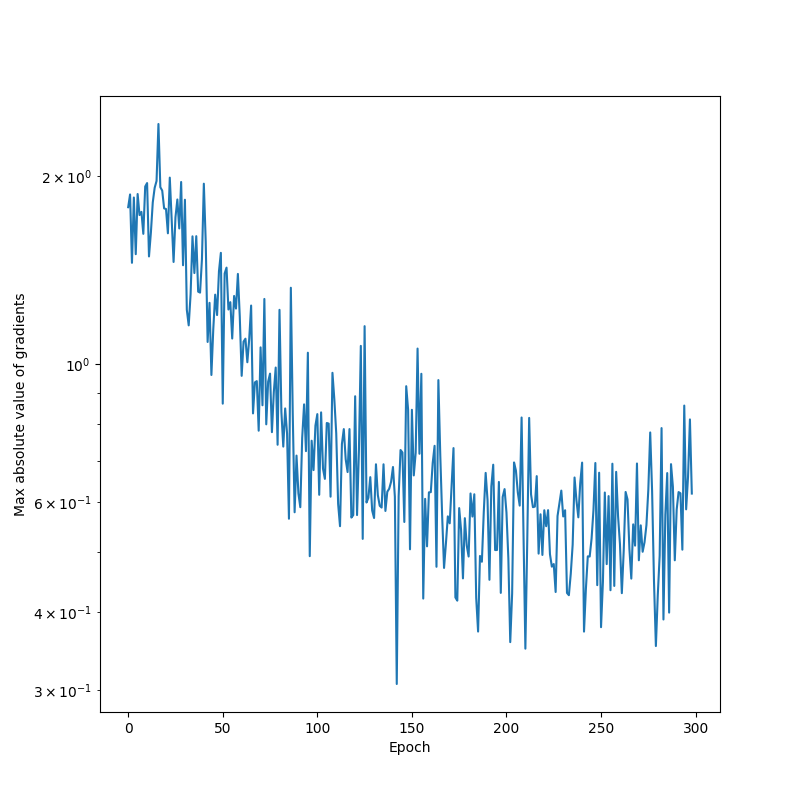 Max absolute value of gradients
2 × 10⁰
10⁰
6 × 10⁻¹
4 × 10⁻¹
3 × 10⁻¹
0 50 100 150 200 250 300
Epoch